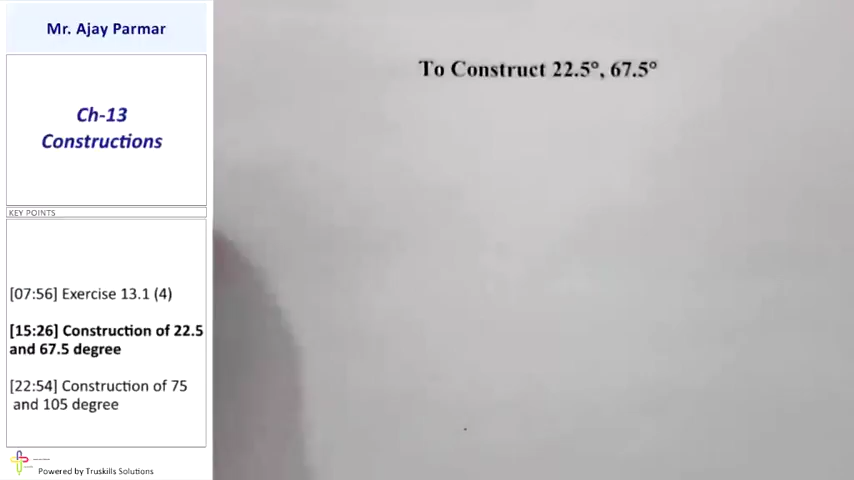 Mr. Ajay Parmar
To Construct 22.5°, 67.5°
Ch-13
Constructions
KEY POINTS
[07:56] Exercise 13.1 (4)
[15:26] Construction of 22.5
and 67.5 degree
[22:54] Construction of 75
and 105 degree
Powered by Truskills Solutions